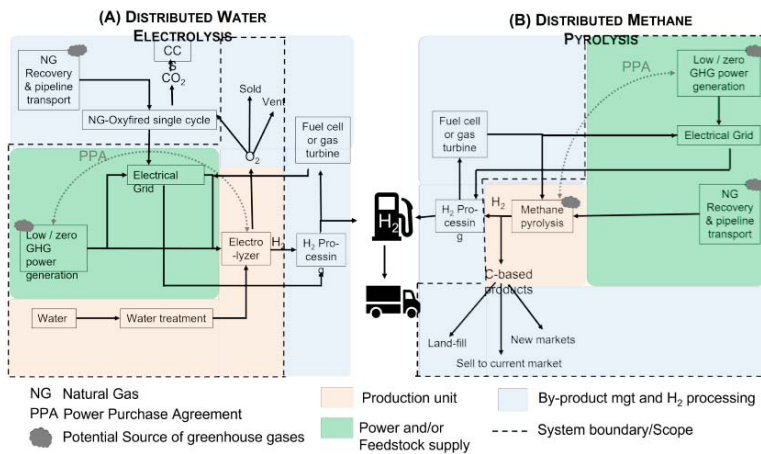 (A) DISTRIBUTED WATER
ELECTROLYSIS
(B) DISTRIBUTED METHANE
PYROLYSIS
NG
Recovery
& pipeline
transport
CC
S
CO2
NG-Oxyfired single cycle
Sold
Vent
O2
Fuel cell
or gas
turbine
PPA
Electrical
Grid
Low / zero
GHG power
generation
Electro
-lyzer
H2
H2 Pro-
cessin
g
Water
Water treatment
H2
PPA
Low / zero
GHG power
generation
Fuel cell
or gas
turbine
Electrical Grid
NG
Recovery
& pipeline
transport
H2 Pro-
cessin
g
H2
Methane
pyrolysis
C-based
products
Land-fill
New markets
Sell to current market
NG Natural Gas
PPA Power Purchase Agreement
Potential Source of greenhouse gases
Production unit
Power and/or
Feedstock supply
By-product mgt and H2 processing
System boundary/Scope